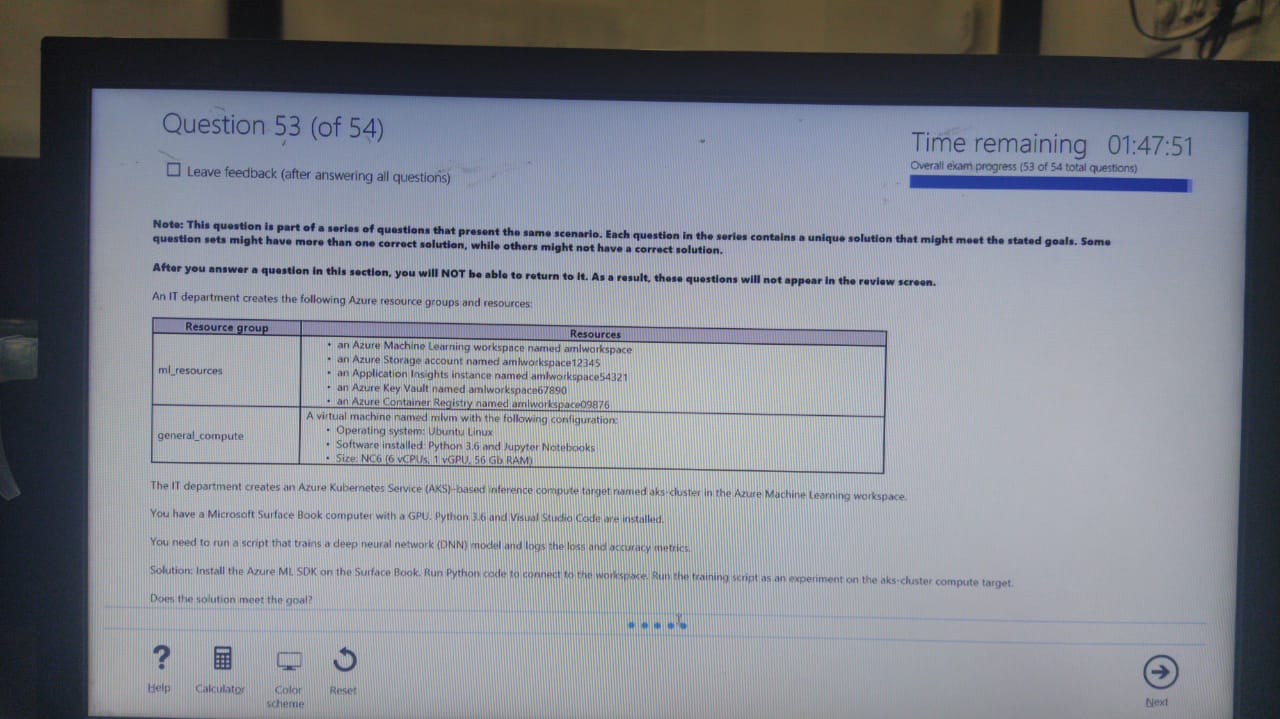 Question 53 (of 54)
Time remaining 01:47:51
Leave feedback (after answering all questions)
Overall exam progress (53 of 54 total questions)
Note: This question is part of a series of questions that present the same scenario. Each question in the series contains a unique solution that might meet the stated goals. Some
question sets might have more than one correct solution, while others might not have a correct solution.
After you answer a question in this section, you will NOT be able to return to it. As a result, these questions will not appear in the review screen.
An IT department creates the following Azure resource groups and resources:
Resource group
Resources
ml_resources
• an Azure Machine Learning workspace named amlworkspace
• an Azure Storage account named amlworkspace12345
• an Application Insights instance named amlworkspace54321
• an Azure Key Vault named amlworkspace67890
• an Azure Container Registry named amlworkspace09876
general_compute
A virtual machine named mlvm with the following configuration:
• Operating system: Ubuntu Linux
• Software installed: Python 3.6 and Jupyter Notebooks
• Size: NC6 (6 vCPUs, 1 vGPU, 56 Gb RAM)
The IT department creates an Azure Kubernetes Service (AKS)-based inference compute target named aks-cluster in the Azure Machine Learning workspace.
You have a Microsoft Surface Book computer with a GPU. Python 3.6 and Visual Studio Code are installed.
You need to run a script that trains a deep neural network (DNN) model and logs the loss and accuracy metrics.
Solution: Install the Azure ML SDK on the Surface Book. Run Python code to connect to the workspace. Run the training script as an experiment on the aks-cluster compute target.
Does the solution meet the goal?
Help
Calculator
Color
scheme
Reset
Next